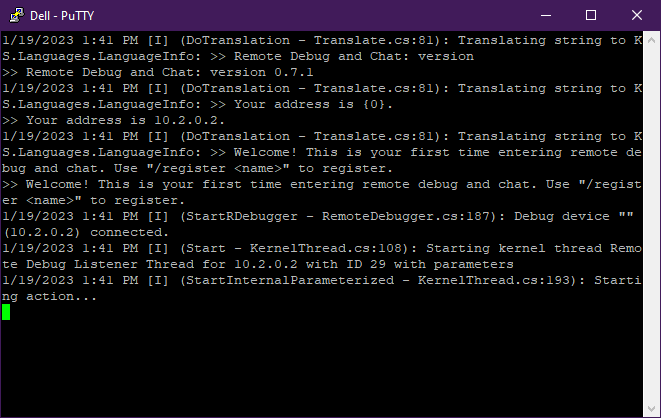 Dell - PuTTY
1/19/2023 1:41 PM [I] (DoTranslation - Translate.cs:81): Translating string to K
S.Languages.LanguageInfo: >> Remote Debug and Chat: version
>> Remote Debug and Chat: version 0.7.1
1/19/2023 1:41 PM [I] (DoTranslation - Translate.cs:81): Translating string to K
S.Languages.LanguageInfo: >> Your address is {0}.
>> Your address is 10.2.0.2.
1/19/2023 1:41 PM [I] (DoTranslation - Translate.cs:81): Translating string to K
S.Languages.LanguageInfo: >> Welcome! This is your first time entering remote de
bug and chat. Use "/register <name>" to register.
>> Welcome! This is your first time entering remote debug and chat. Use "/regist
er <name>" to register.
1/19/2023 1:41 PM [I] (StartRDebugger - RemoteDebugger.cs:187): Debug device ""
(10.2.0.2) connected.
1/19/2023 1:41 PM [I] (Start - KernelThread.cs:108): Starting kernel thread Remo
te Debug Listener Thread for 10.2.0.2 with ID 29 with parameters
1/19/2023 1:41 PM [I] (StartInternalParameterized - KernelThread.cs:193): Starti
ng action...